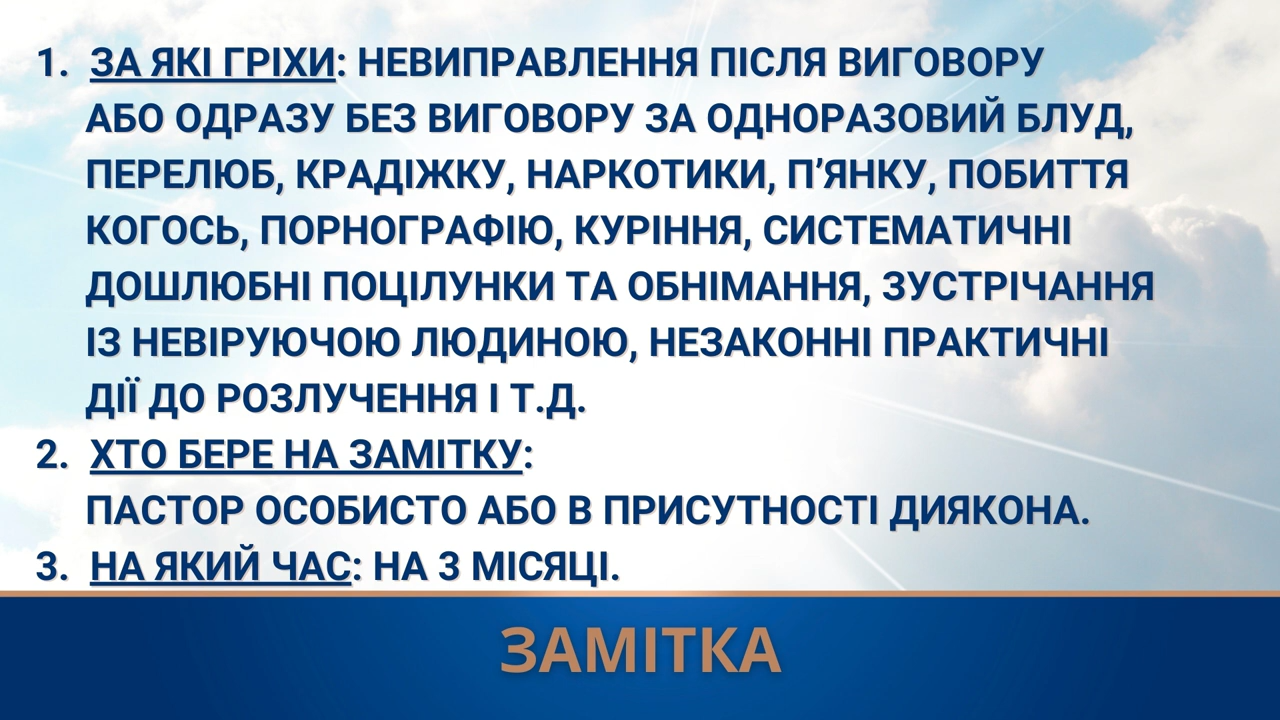 1. ЗА ЯКІ ГРІХИ: НЕВИПРАВЛЕННЯ ПІСЛЯ ВИГОВОРУ
АБО ОДРАЗУ БЕЗ ВИГОВОРУ ЗА ОДНОРАЗОВИЙ БЛУД,
ПЕРЕЛЮБ, КРАДІЖКУ, НАРКОТИКИ, П’ЯНКУ, ПОБИТТЯ
КОГОСЬ, ПОРНОГРАФІЮ, КУРІННЯ, СИСТЕМАТИЧНІ
ДОШЛЮБНІ ПОЦІЛУНКИ ТА ОБНІМАННЯ, ЗУСТРІЧАННЯ
ІЗ НЕВІРУЮЧОЮ ЛЮДИНОЮ, НЕЗАКОННІ ПРАКТИЧНІ
ДІЇ ДО РОЗЛУЧЕННЯ І Т.Д.
2. ХТО БЕРЕ НА ЗАМІТКУ:
ПАСТОР ОСОБИСТО АБО В ПРИСУТНОСТІ ДИЯКОНА.
3. НА ЯКИЙ ЧАС: НА 3 МІСЯЦІ.
ЗАМІТКА